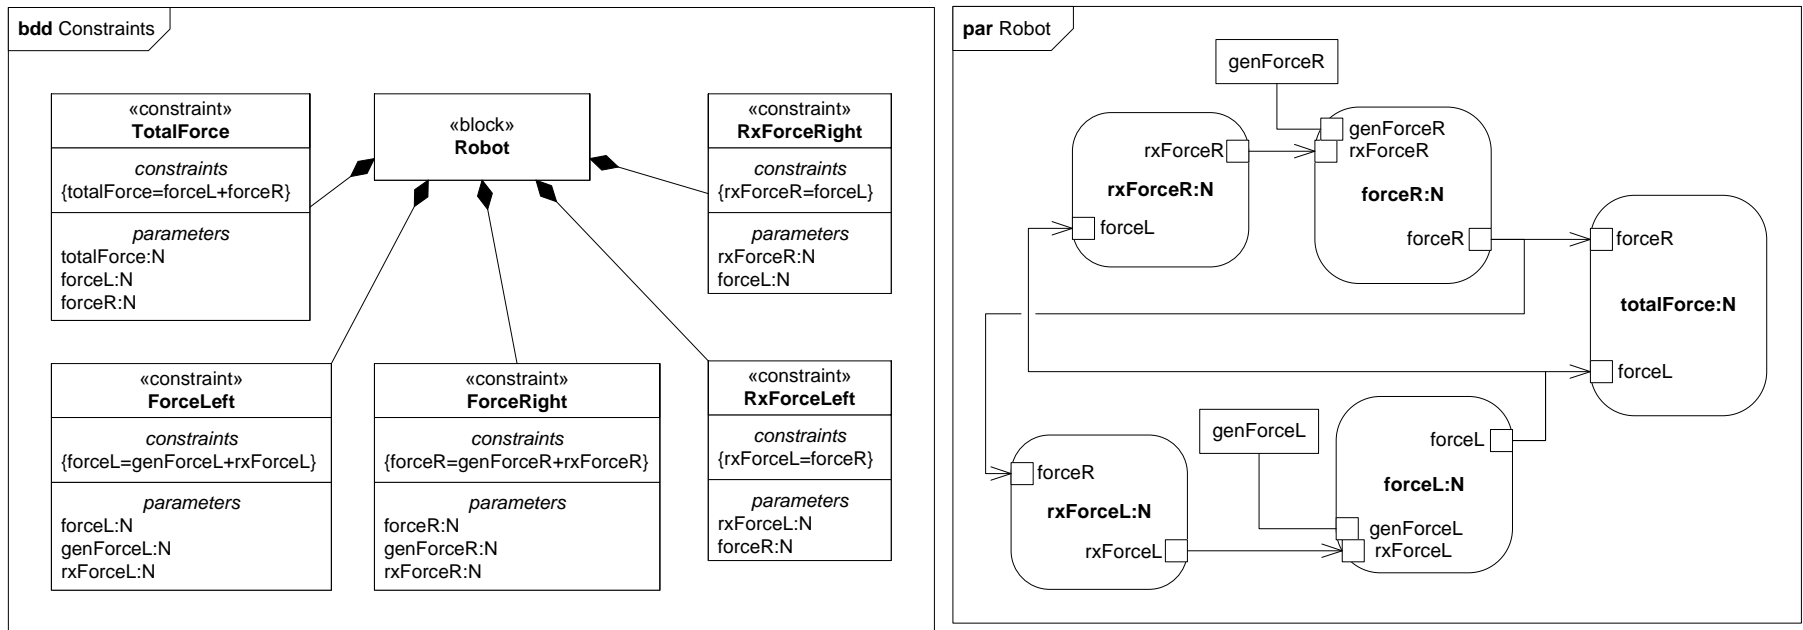 bdd Constraints
«constraint»
TotalForce
constraints
{totalForce=forceL+forceR}
parameters
totalForce:N
forceL:N
forceR:N
«block»
Robot
«constraint»
RxForceRight
constraints
{rxForceR=forceL}
parameters
rxForceR:N
forceL:N
«constraint»
ForceLeft
constraints
{forceL=genForceL+rxForceL}
parameters
forceL:N
genForceL:N
rxForceL:N
«constraint»
ForceRight
constraints
{forceR=genForceR+rxForceR}
parameters
forceR:N
genForceR:N
rxForceR:N
«constraint»
RxForceLeft
constraints
{rxForceL=forceR}
parameters
rxForceL:N
forceR:N
par Robot
genForceR
rxForceR
rxForceR:N
forceL
genForceR
rxForceR
forceR:N
forceR
forceR
totalForce:N
forceL
genForceL
forceR
rxForceL:N
rxForceL
forceL
forceL:N
genForceL
rxForceL